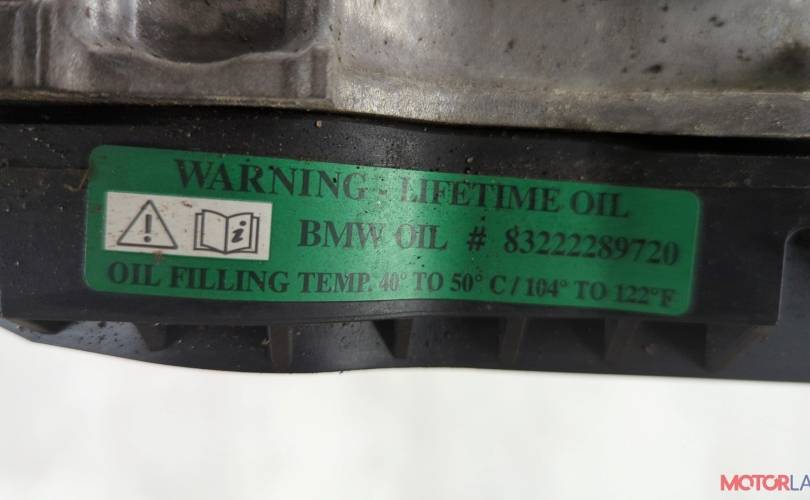 WARNING - LIFETIME OIL
BMW OIL # 83222289720
OIL FILLING TEMP. 40° TO 50° C / 104° TO 122°F
MOTORLA